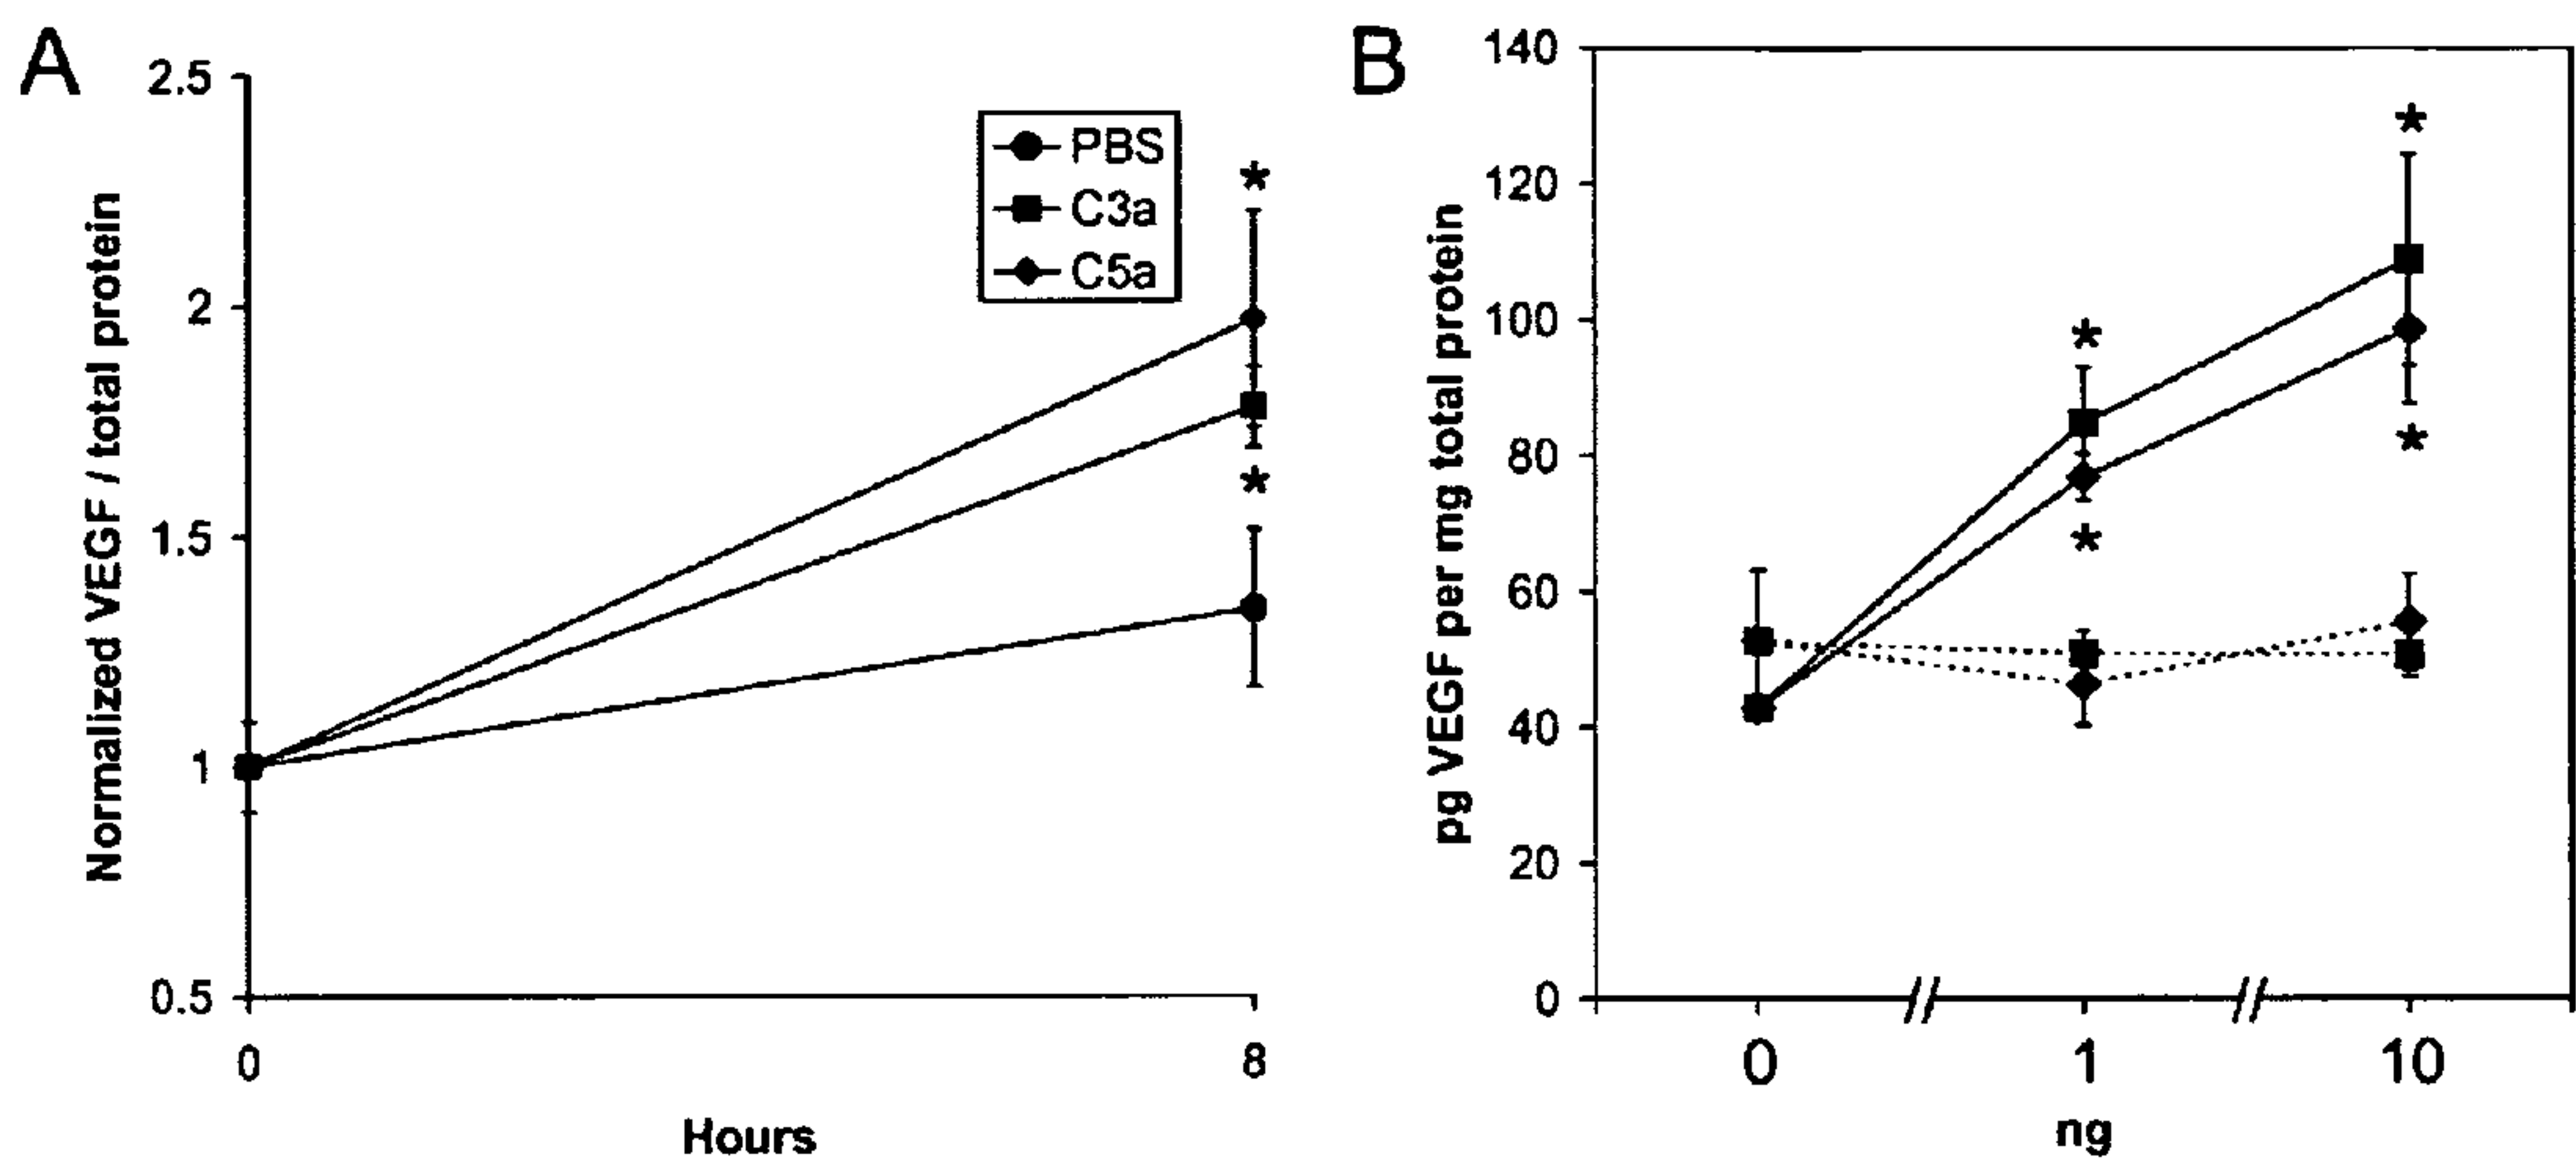 A
Normalized VEGF / total protein
2.5
2
1.5
1
0.5
PBS
C3a
C5a
*
*
0
8
Hours
B
pg VEGF per mg total protein
140
120
100
80
60
40
20
0
*
*
*
*
0
1
10
ng